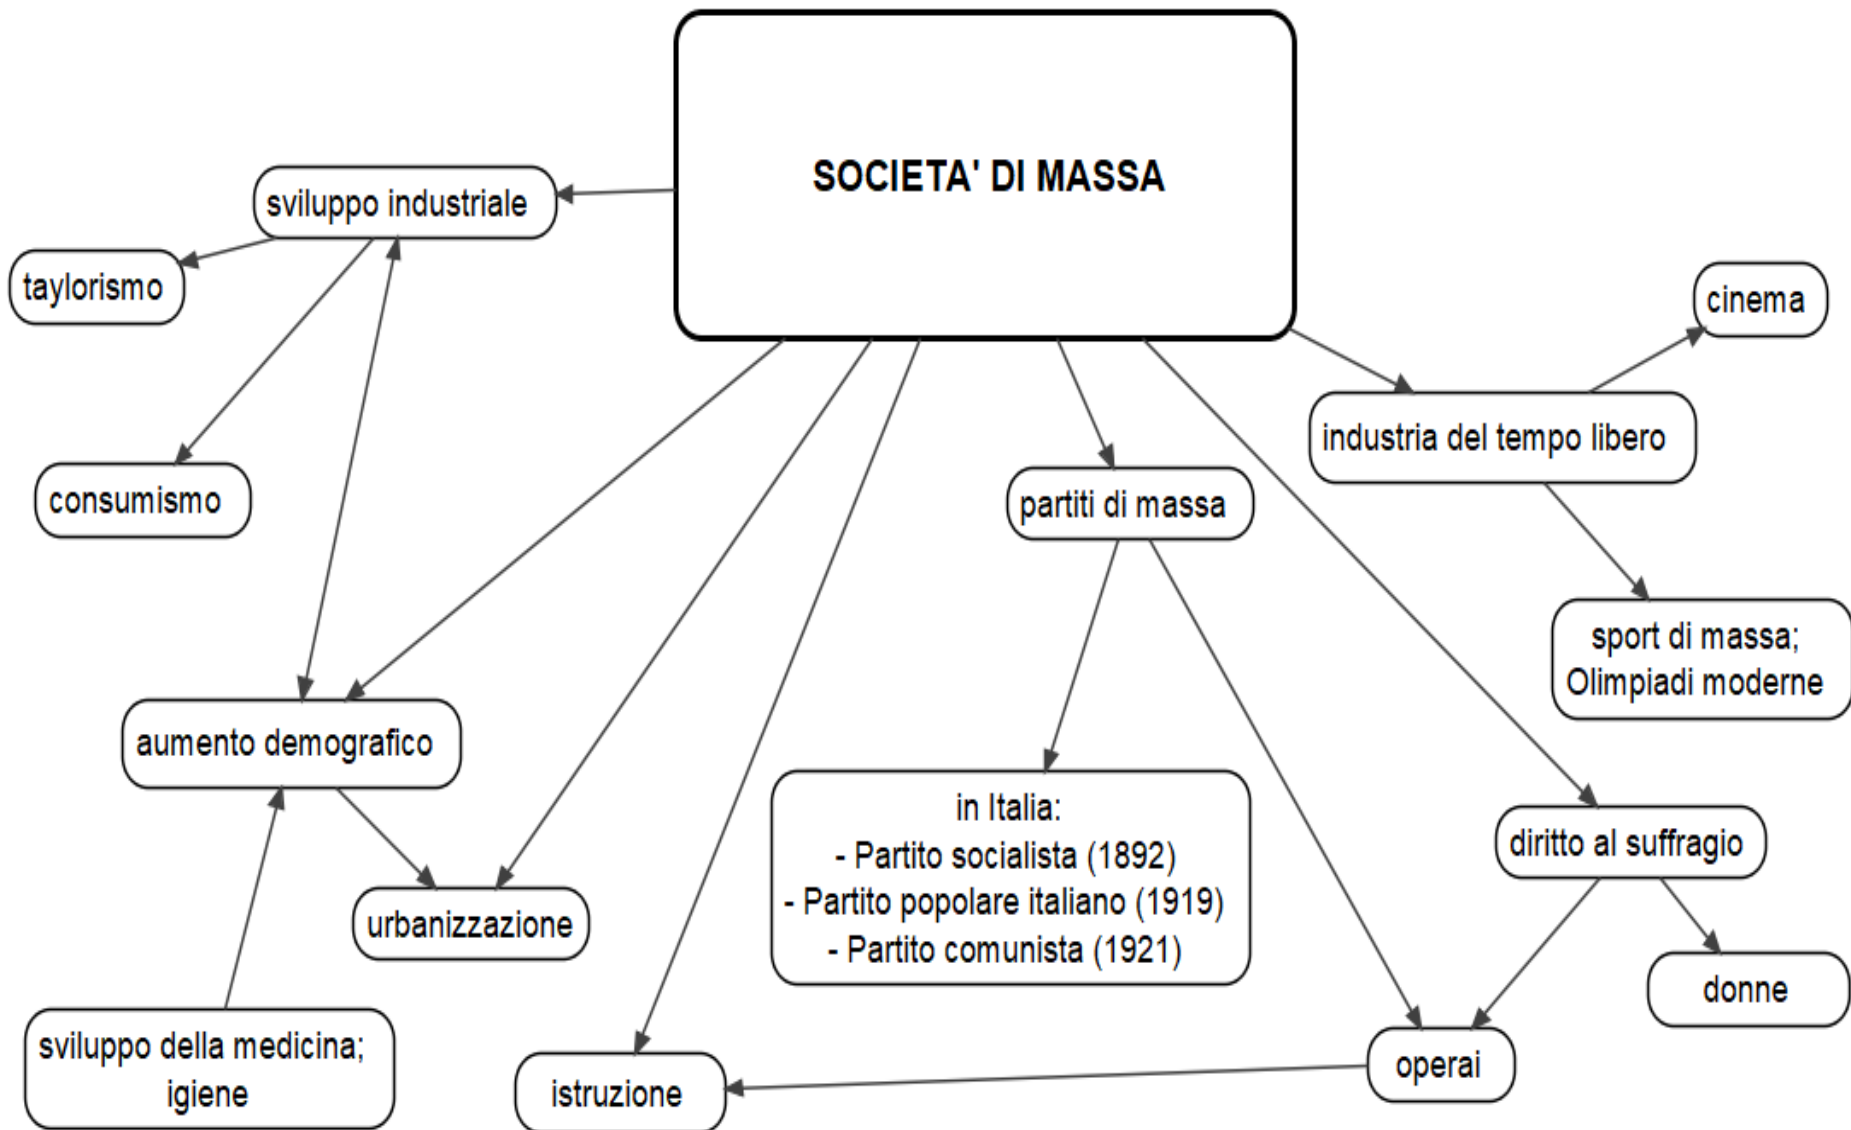 SOCIETA' DI MASSA
sviluppo industriale
taylorismo
cinema
industria del tempo libero
consumismo
partiti di massa
sport di massa;
Olimpiadi moderne
aumento demografico
in Italia:
- Partito socialista (1892)
- Partito popolare italiano (1919)
- Partito comunista (1921)
diritto al suffragio
urbanizzazione
donne
sviluppo della medicina;
igiene
istruzione
operai